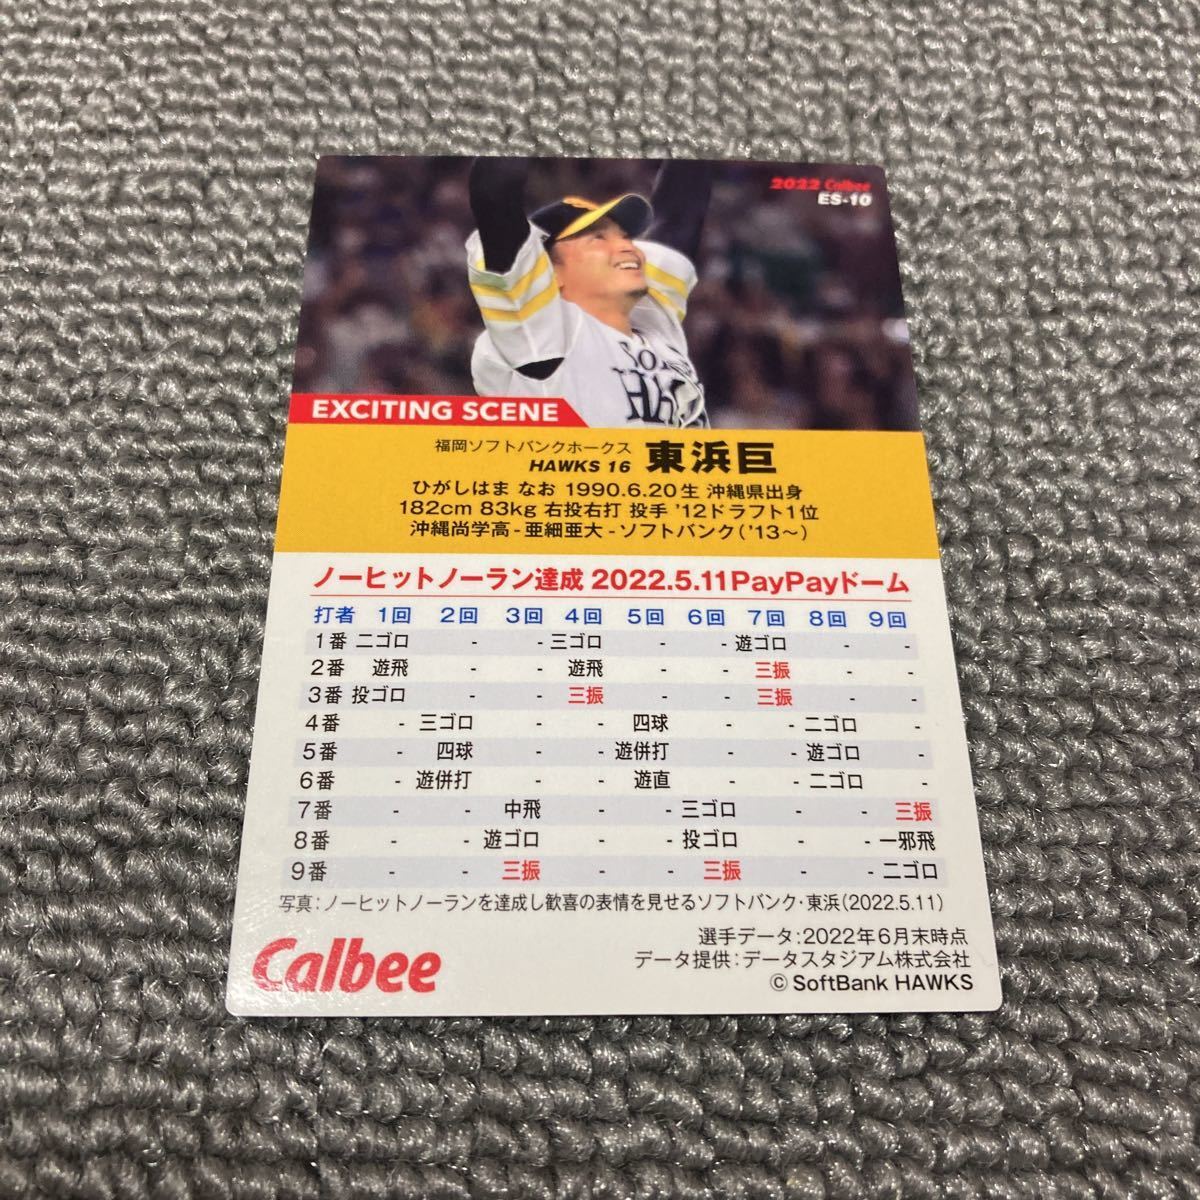 2022 Calbee
ES-10
EXCITING SCENE
福岡ソフトバンクホークス
HAWKS 16 東浜巨
ひがしはま なお 1990.6.20生 沖縄県出身
182cm 83kg 右投右打 投手 '12ドラフト1位
沖縄尚学高-亜細亜大-ソフトバンク('13～)
ノーヒットノーラン達成 2022.5.11PayPayドーム
打者 1回 2回 3回 4回 5回 6回 7回 8回 9回
1番 二ゴロ - - 三ゴロ - - 遊ゴロ - -
2番 遊飛 - - 遊飛 - - 三振 - -
3番 投ゴロ - - 三振 - - 三振 - -
4番 - 三ゴロ - - 四球 - - 二ゴロ -
5番 - 四球 - - 遊併打 - - 遊ゴロ -
6番 - 遊併打 - - 遊直 - - 二ゴロ -
7番 - - 中飛 - - 三ゴロ - - 三振
8番 - - 遊ゴロ - - 投ゴロ - - 一邪飛
9番 - - 三振 - - 三振 - - 二ゴロ
写真:ノーヒットノーランを達成し歓喜の表情を見せるソフトバンク・東浜(2022.5.11)
選手データ:2022年6月末時点
データ提供:データスタジアム株式会社
© SoftBank HAWKS
Calbee